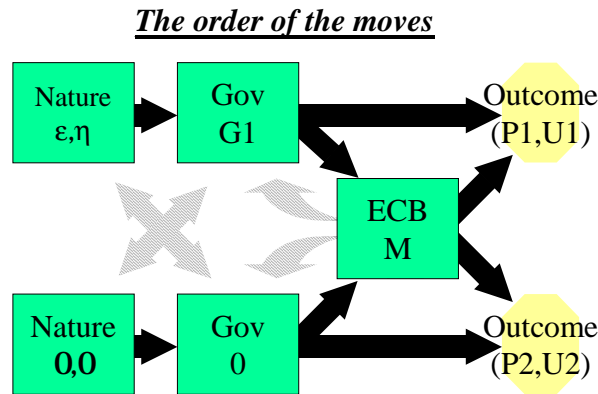 The order of the moves
Nature
ε,η
Gov
G1
Outcome
(P1,U1)
ECB
M
Nature
0,0
Gov
0
Outcome
(P2,U2)